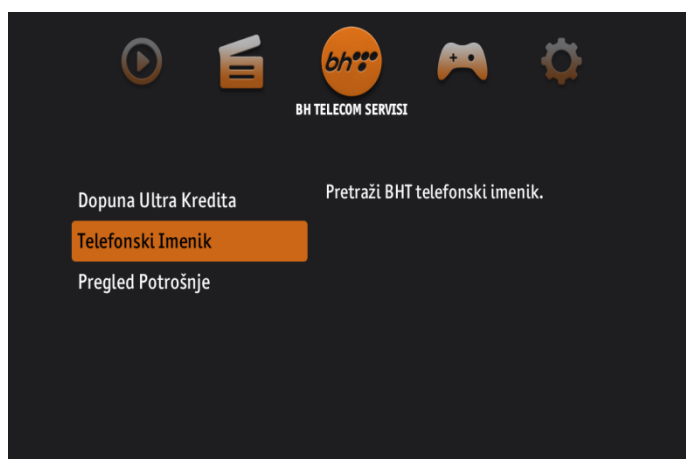 bh
BH TELECOM SERVISI
Dopuna Ultra Kredita
Pretraži BHT telefonski imenik.
Telefonski Imenik
Pregled Potrošnje